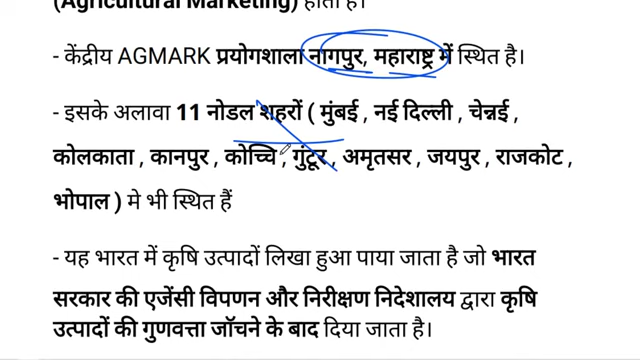 (Agricultural Marketing) होता है।
- केंद्रीय AGMARK प्रयोगशाला नागपुर, महाराष्ट्र में स्थित है।
- इसके अलावा 11 नोडल शहरों ( मुंबई , नई दिल्ली , चेन्नई ,
कोलकाता , कानपुर , कोच्चि , गुंटूर , अमृतसर , जयपुर , राजकोट ,
भोपाल ) मे भी स्थित हैं
- यह भारत में कृषि उत्पादों लिखा हुआ पाया जाता है जो भारत
सरकार की एजेंसी विपणन और निरीक्षण निदेशालय द्वारा कृषि
उत्पादों की गुणवत्ता जॉचने के बाद दिया जाता है।